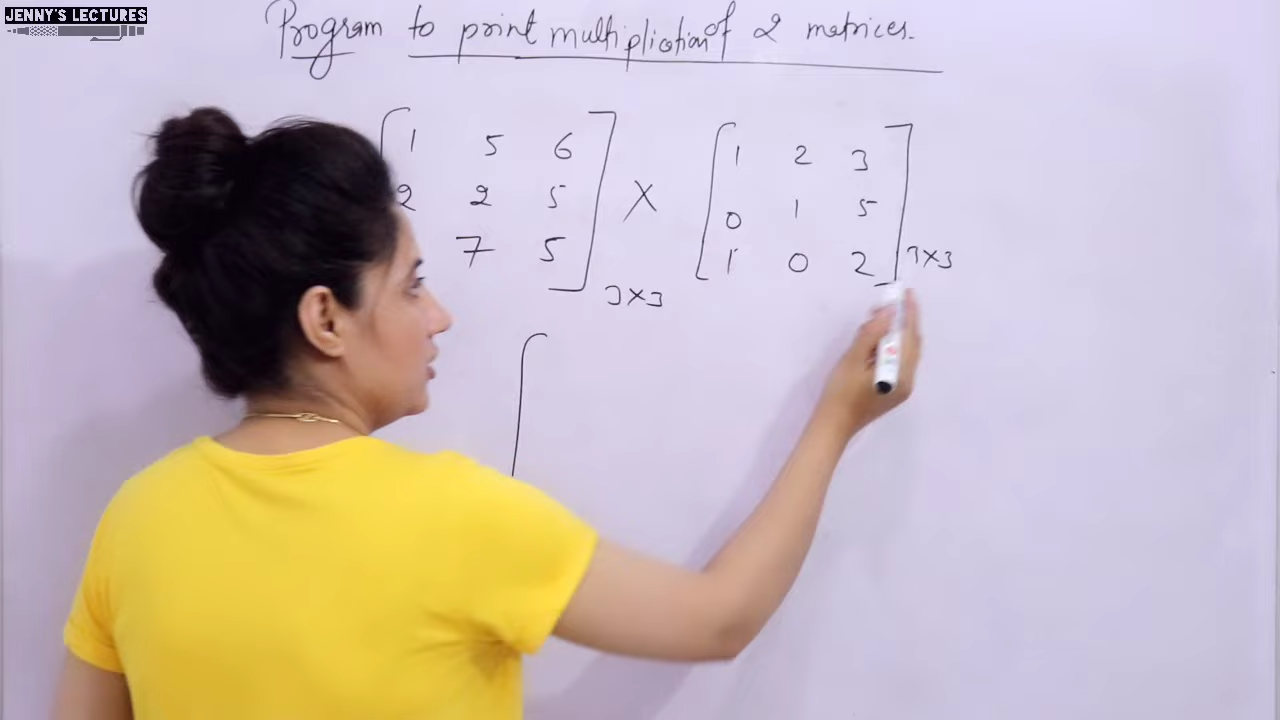 JENNY'S LECTURES
Program to print multipliction of 2 matrices.
1 5 6
2 2 5
7 5
3x3
X
1 2 3
0 1 5
1 0 2
3x3